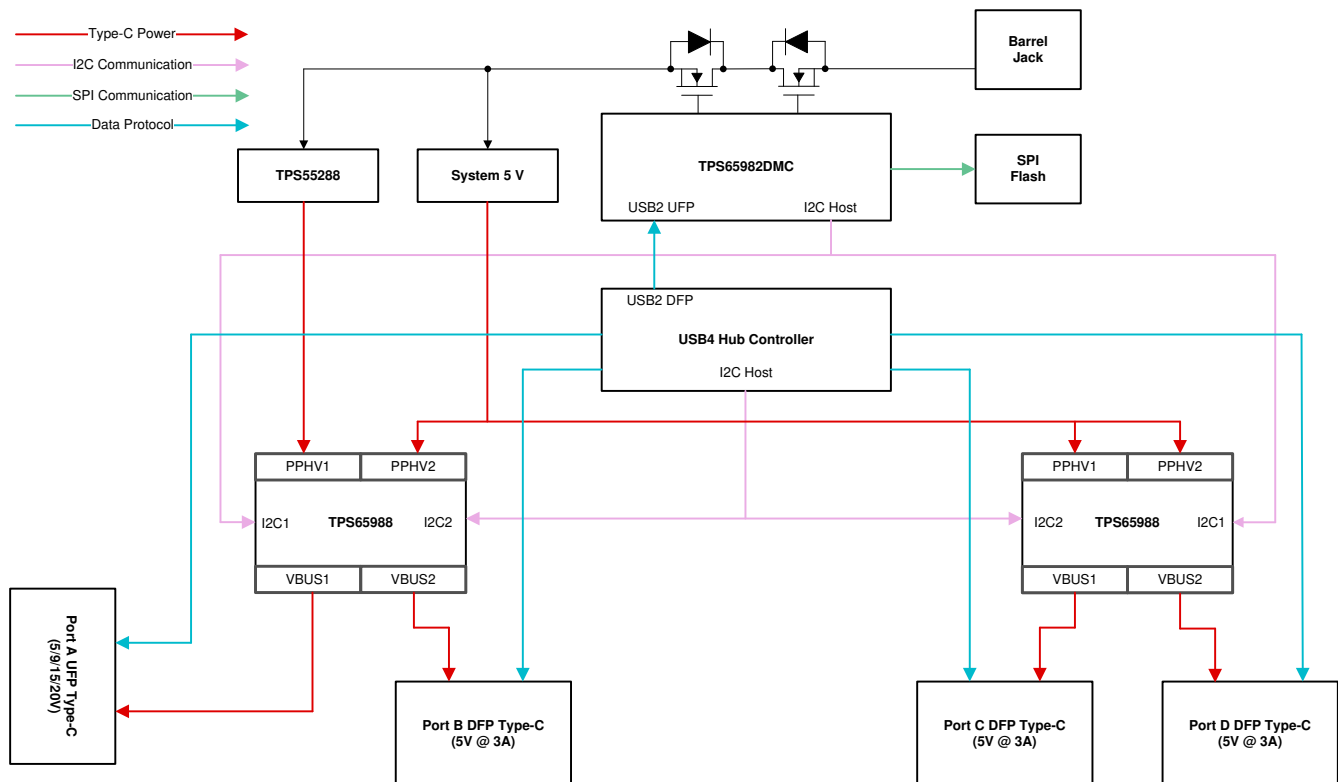 Type-C Power
I2C Communication
SPI Communication
Data Protocol
Barrel
Jack
TPS55288
System 5 V
TPS65982DMC
USB2 UFP
I2C Host
SPI
Flash
USB2 DFP
USB4 Hub Controller
I2C Host
PPHV1
PPHV2
I2C1
TPS65988
I2C2
VBUS1
VBUS2
PPHV1
PPHV2
I2C2
TPS65988
I2C1
VBUS1
VBUS2
Port A UFP Type-C
(5/9/15/20V)
Port B DFP Type-C
(5V @ 3A)
Port C DFP Type-C
(5V @ 3A)
Port D DFP Type-C
(5V @ 3A)